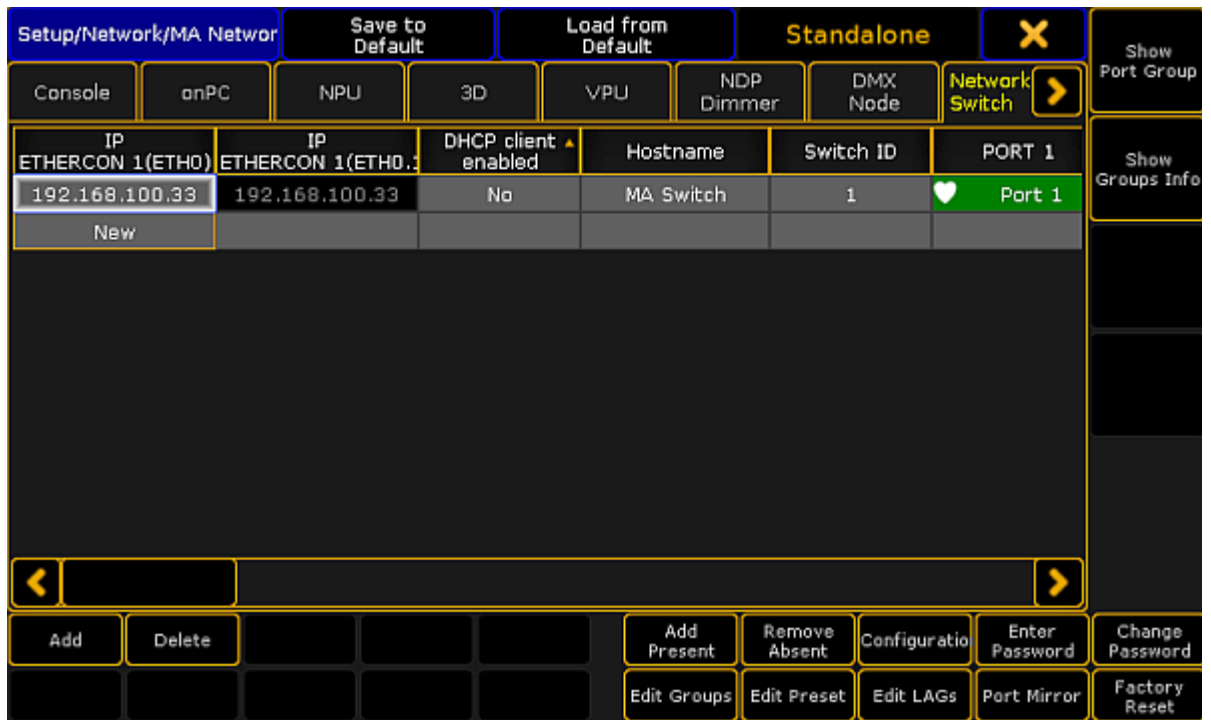 Setup/Network/MA Networ
Save to
Default
Load from
Default
Standalone
Show
Port Group
Console
onPC
NPU
3D
VPU
NDP
Dimmer
DMX
Node
Network
Switch
IP
ETHERCON 1(ETH0)
IP
ETHERCON 1(ETH0.
DHCP client
enabled
Hostname
Switch ID
PORT 1
Show
Groups Info
192.168.100.33
192.168.100.33
No
MA Switch
1
Port 1
New
Add
Delete
Add
Present
Remove
Absent
Configuratio
Enter
Password
Change
Password
Edit Groups
Edit Preset
Edit LAGs
Port Mirror
Factory
Reset